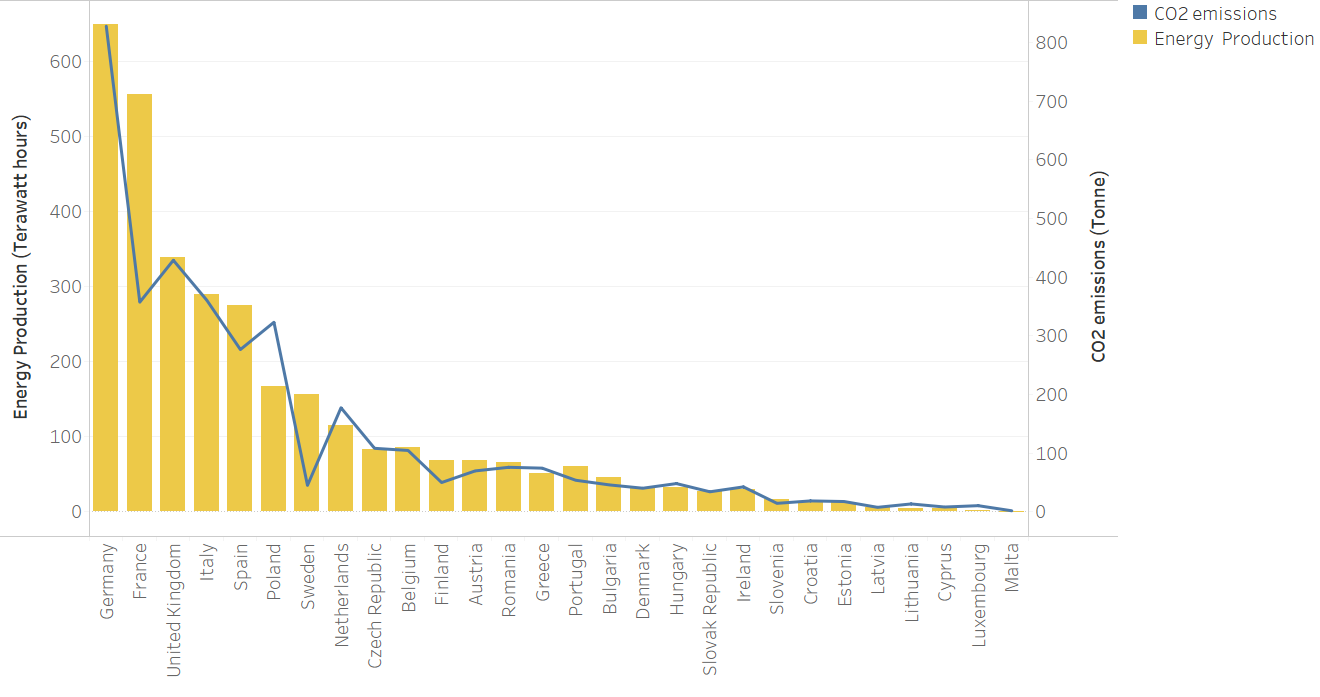 CO2 emissions
Energy Production
Energy Production (Terawatt hours)
600
500
400
300
200
100
0
800
700
600
500
400
300
200
100
0
CO2 emissions (Tonne)
Germany
France
United Kingdom
Italy
Spain
Poland
Sweden
Netherlands
Czech Republic
Belgium
Finland
Austria
Romania
Greece
Portugal
Bulgaria
Denmark
Hungary
Slovak Republic
Ireland
Slovenia
Croatia
Estonia
Latvia
Lithuania
Cyprus
Luxembourg
Malta